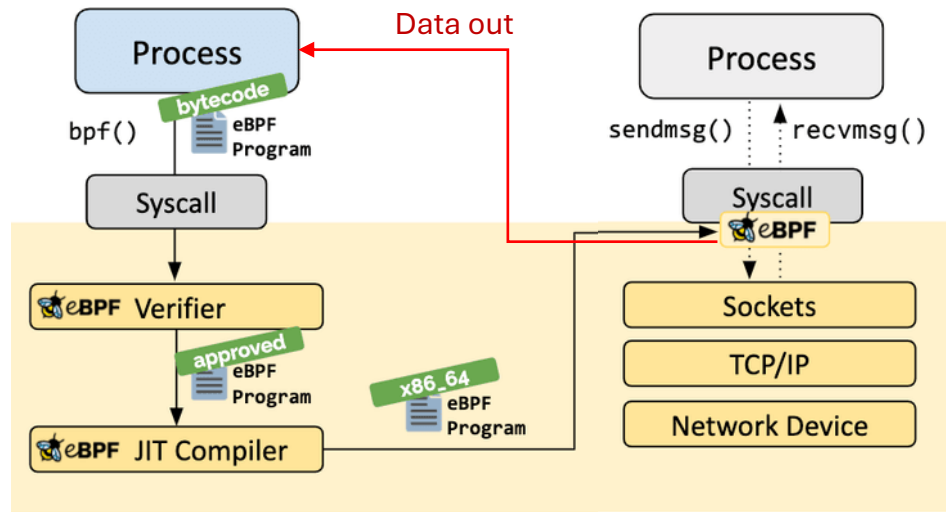 Data out
Process
bytecode
bpf()
eBPF
Program
Syscall
eBPF Verifier
approved
eBPF
Program
eBPF JIT Compiler
x86_64
eBPF
Program
Process
sendmsg()
recvmsg()
Syscall
eBPF
Sockets
TCP/IP
Network Device